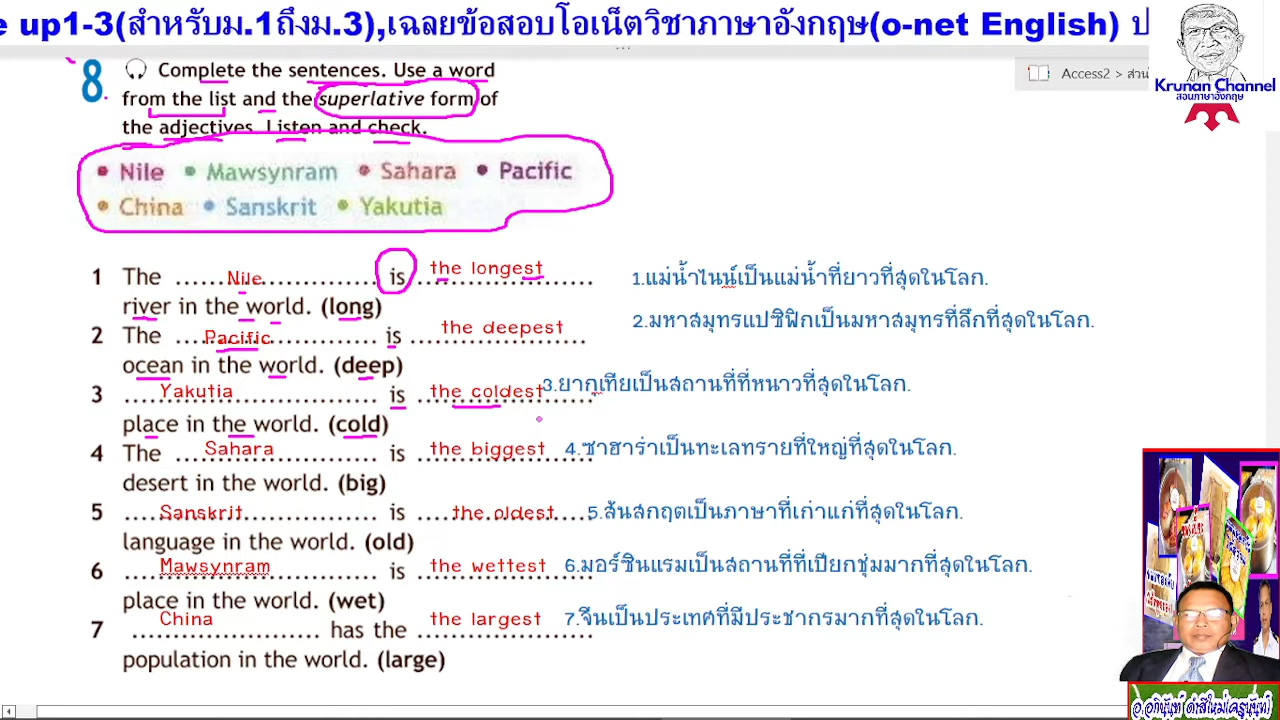 e up1-3(สำหรับม.1ถึงม.3),เฉลยข้อสอบโอเน็ตวิชาภาษาอังกฤษ(o-net English) ป
Access2 > ส่วน
Krunan Channel
สอนภาษาอังกฤษ
8 Complete the sentences. Use a word
from the list and the superlative form of
the adjectives. Listen and check.
• Nile • Mawsynram • Sahara • Pacific
• China • Sanskrit • Yakutia
1 The Nile is the longest 1.แม่น้ำไนน์เป็นแม่น้ำที่ยาวที่สุดในโลก.
river in the world. (long)
2 The Pacific is the deepest 2.มหาสมุทรแปซิฟิกเป็นมหาสมุทรที่ลึกที่สุดในโลก.
ocean in the world. (deep)
3 Yakutia is the coldest 3.ยากูเทียเป็นสถานที่ที่หนาวที่สุดในโลก.
place in the world. (cold)
4 The Sahara is the biggest 4.ซาฮาร่าเป็นทะเลทรายที่ใหญ่ที่สุดในโลก.
desert in the world. (big)
5 Sanskrit is the oldest 5.สันสกฤตเป็นภาษาที่เก่าแก่ที่สุดในโลก.
language in the world. (old)
6 Mawsynram is the wettest 6.มอร์ซินแรมเป็นสถานที่ที่เปียกชุ่มมากที่สุดในโลก.
place in the world. (wet)
7 China has the the largest 7.จีนเป็นประเทศที่มีประชากรมากที่สุดในโลก.
population in the world. (large)